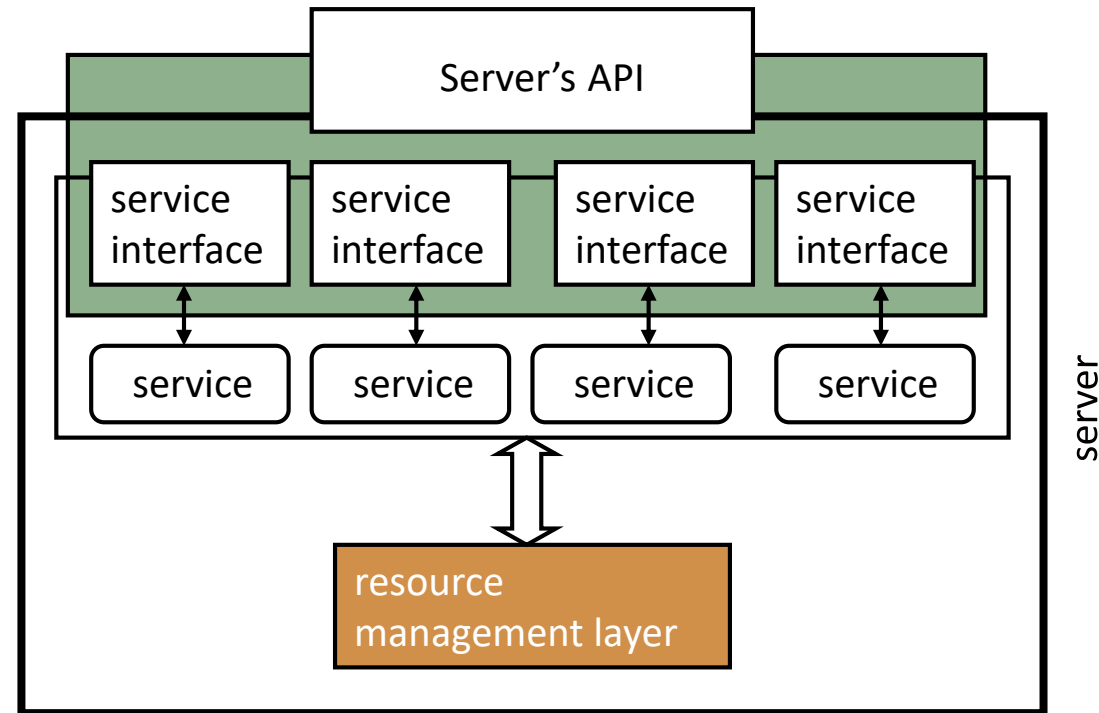 Server’s API
service
interface
service
interface
service
interface
service
interface
service
service
service
service
server
resource
management layer